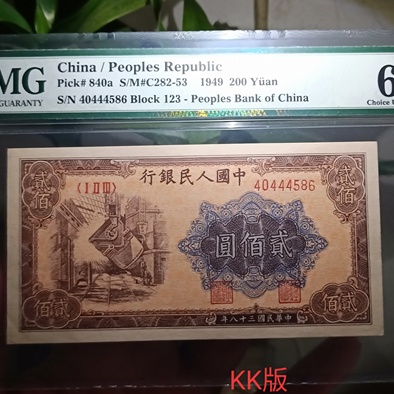 MG China / Peoples Republic 6
GUARANTY Pick# 840a S/M#C282-53 1949 200 Yüan Choice U
S/N 40444586 Block 123 - Peoples Bank of China
行銀民人國中
〈I II III〉 40444586
貳佰 貳佰
圓佰貳
佰 佰貳
年八十三國民華中
KK版